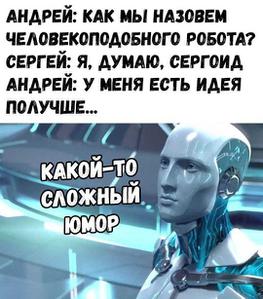 АНДРЕЙ: КАК МЫ НАЗОВЕМ
ЧЕЛОВЕКОПОДОБНОГО РОБОТА?
СЕРГЕЙ: Я, ДУМАЮ, СЕРГОИД
АНДРЕЙ: У МЕНЯ ЕСТЬ ИДЕЯ
ПОЛУЧШЕ...
КАКОЙ-ТО
СЛОЖНЫЙ
ЮМОР